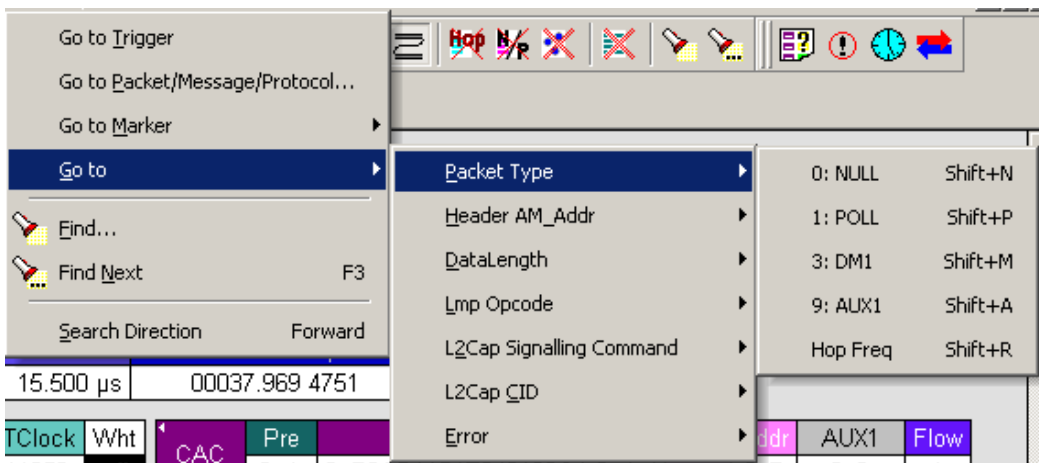 Go to Trigger
Go to Packet/Message/Protocol...
Go to Marker
Go to
Find...
Find Next F3
Search Direction Forward
Hop N/R
Packet Type
Header AM_Addr
DataLength
Lmp Opcode
L2Cap Signalling Command
L2Cap CID
Error
0: NULL Shift+N
1: POLL Shift+P
3: DM1 Shift+M
9: AUX1 Shift+A
Hop Freq Shift+R
15.500 µs 00037.969 4751
TClock Wht CAC Pre ddr AUX1 Flow